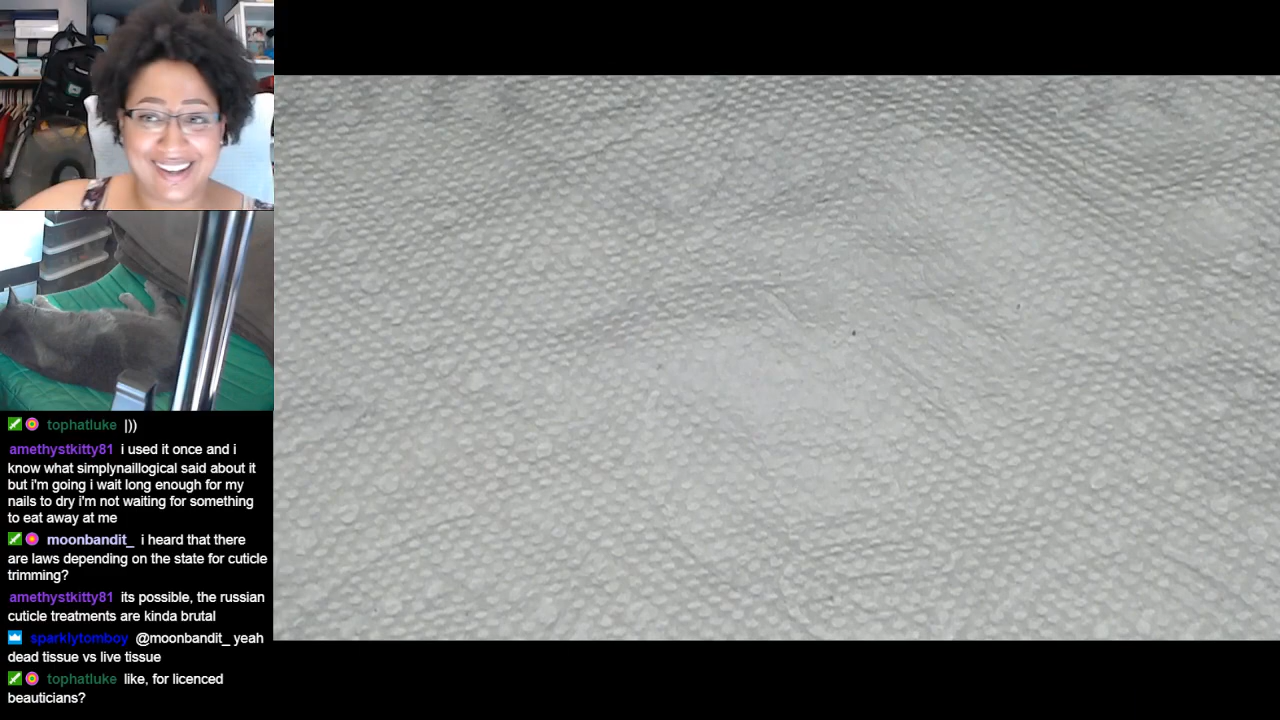 tophatluke |))
amethystkitty81 i used it once and i
know what simplynaillogical said about it
but i'm going i wait long enough for my
nails to dry i'm not waiting for something
to eat away at me
moonbandit_ i heard that there
are laws depending on the state for cuticle
trimming?
amethystkitty81 its possible, the russian
cuticle treatments are kinda brutal
sparklytomboy @moonbandit_ yeah
dead tissue vs live tissue
tophatluke like, for licenced
beauticians?